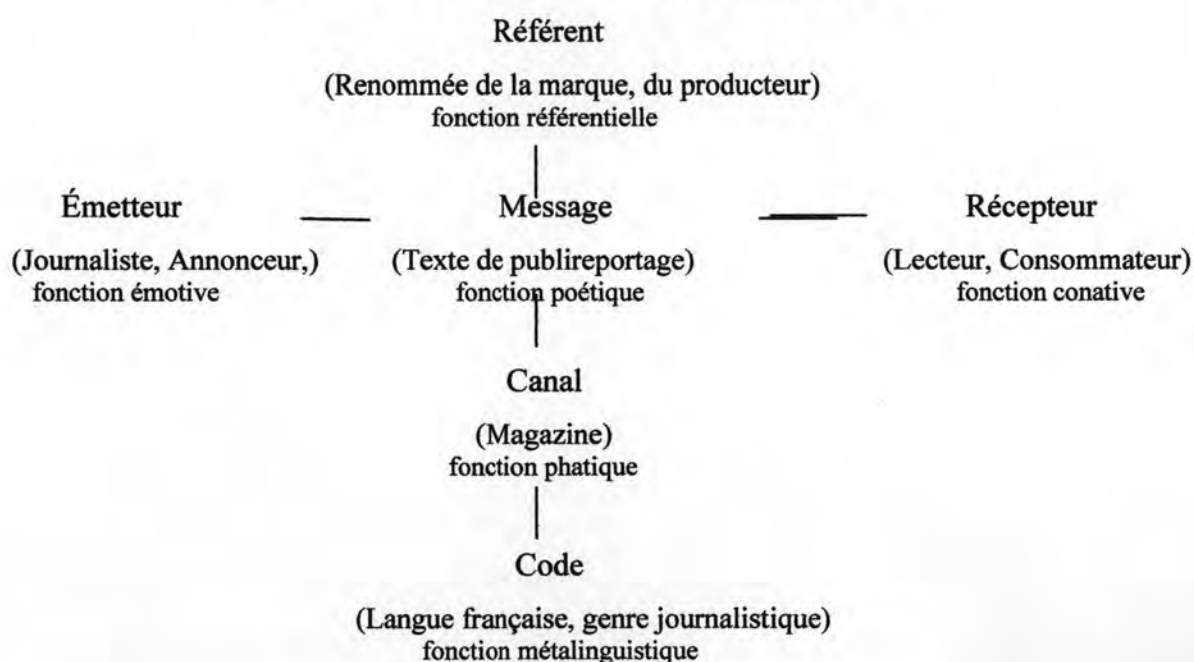 Référent
(Renommée de la marque, du producteur)
fonction référentielle
Émetteur Message Récepteur
(Journaliste, Annonceur,) (Texte de publireportage) (Lecteur, Consommateur)
fonction émotive fonction poétique fonction conative
Canal
(Magazine)
fonction phatique
Code
(Langue française, genre journalistique)
fonction métalinguistique